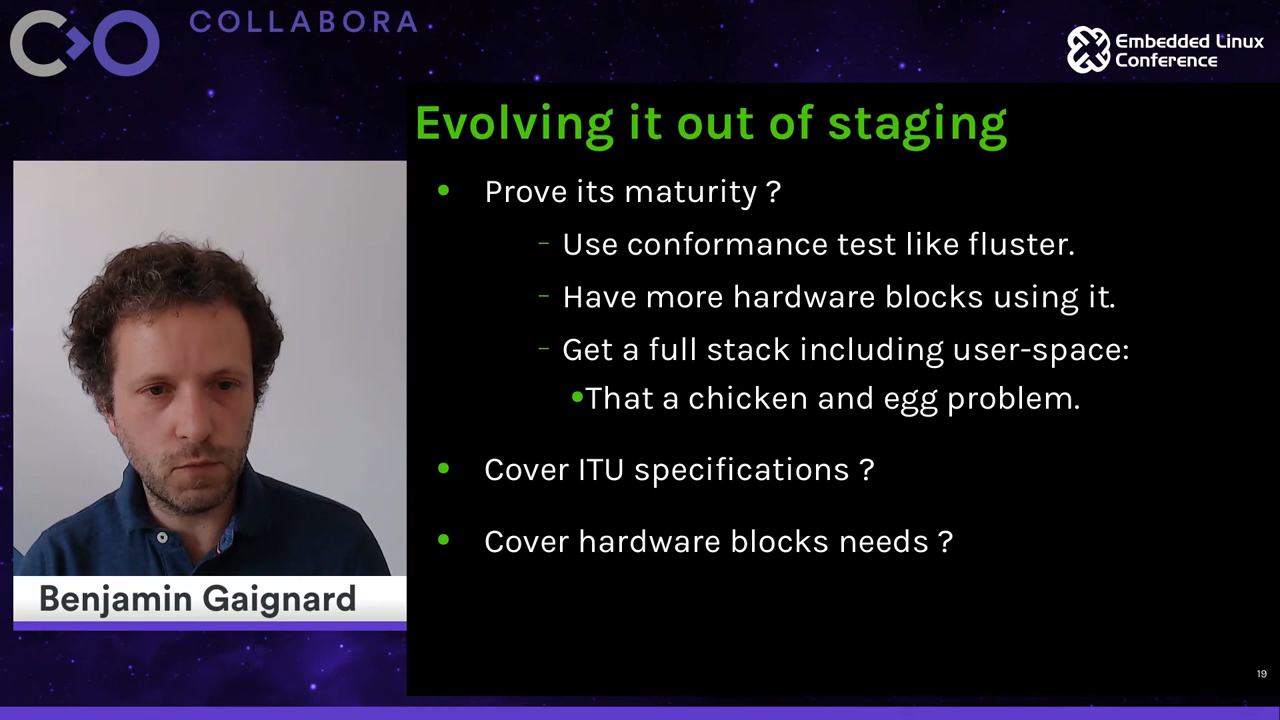 COLLABORA
Embedded Linux
Conference
Evolving it out of staging
Prove its maturity ?
Use conformance test like fluster.
Have more hardware blocks using it.
Get a full stack including user-space:
That a chicken and egg problem.
Cover ITU specifications ?
Cover hardware blocks needs ?
Benjamin Gaignard
19